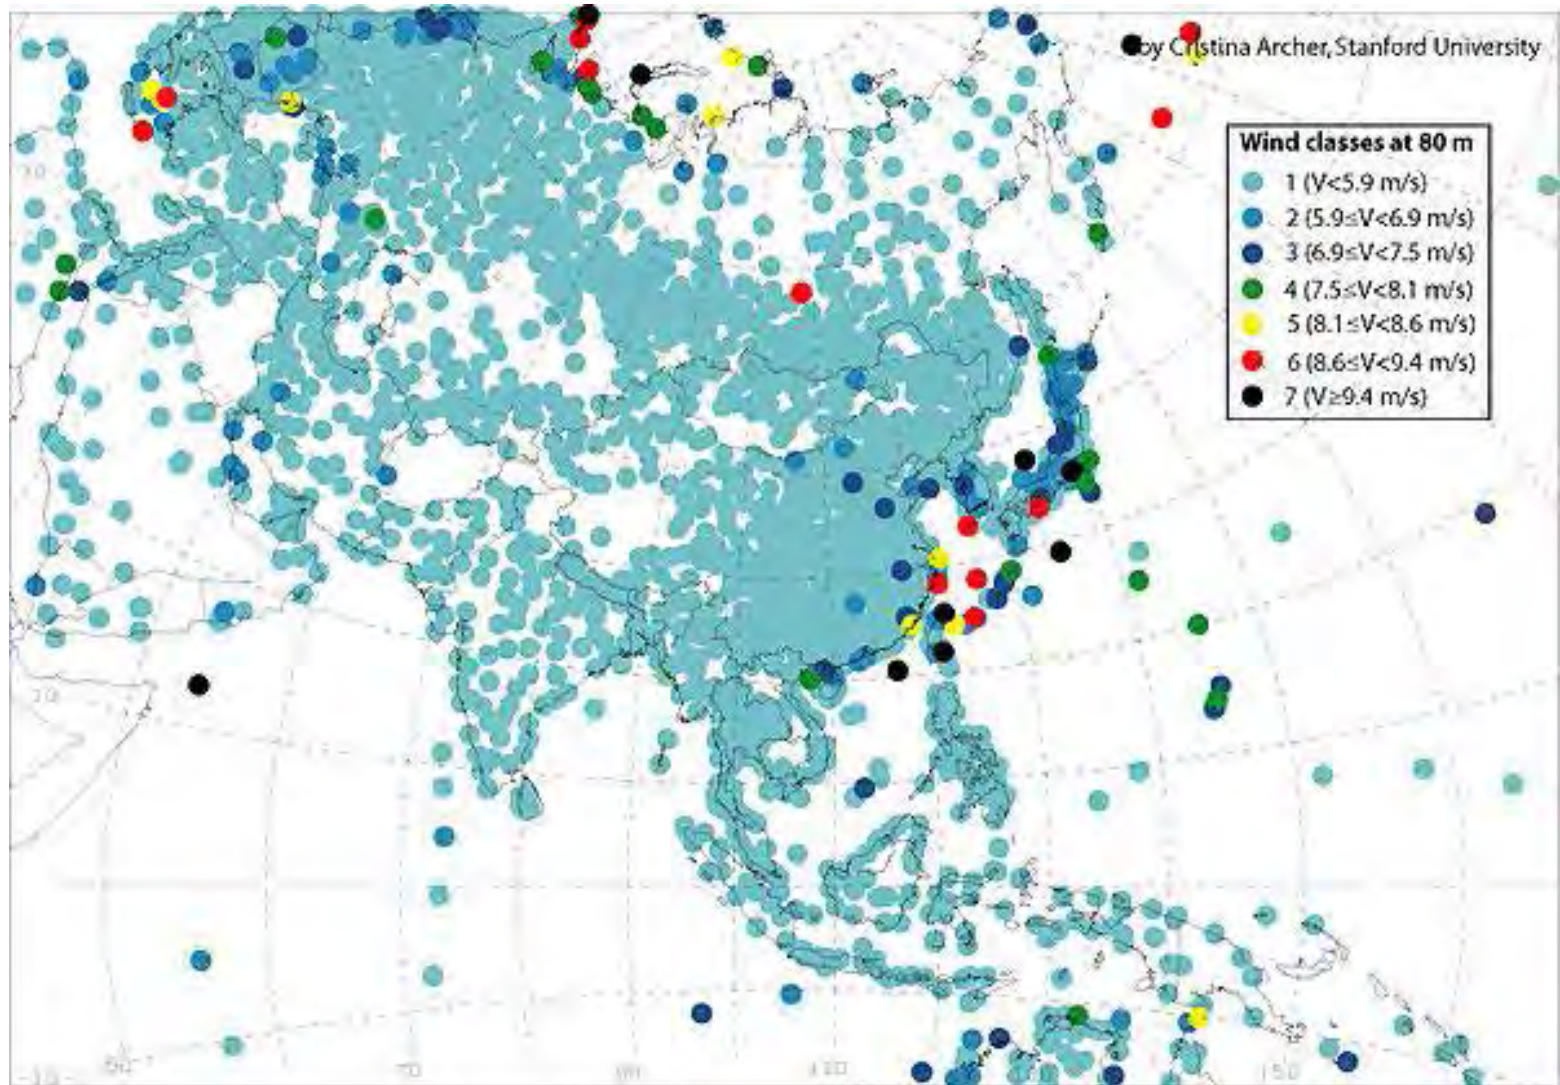 by Cristina Archer, Stanford University
Wind classes at 80 m
1 (V<5.9 m/s)
2 (5.9≤V<6.9 m/s)
3 (6.9≤V<7.5 m/s)
4 (7.5≤V<8.1 m/s)
5 (8.1≤V<8.6 m/s)
6 (8.6≤V<9.4 m/s)
7 (V≥9.4 m/s)